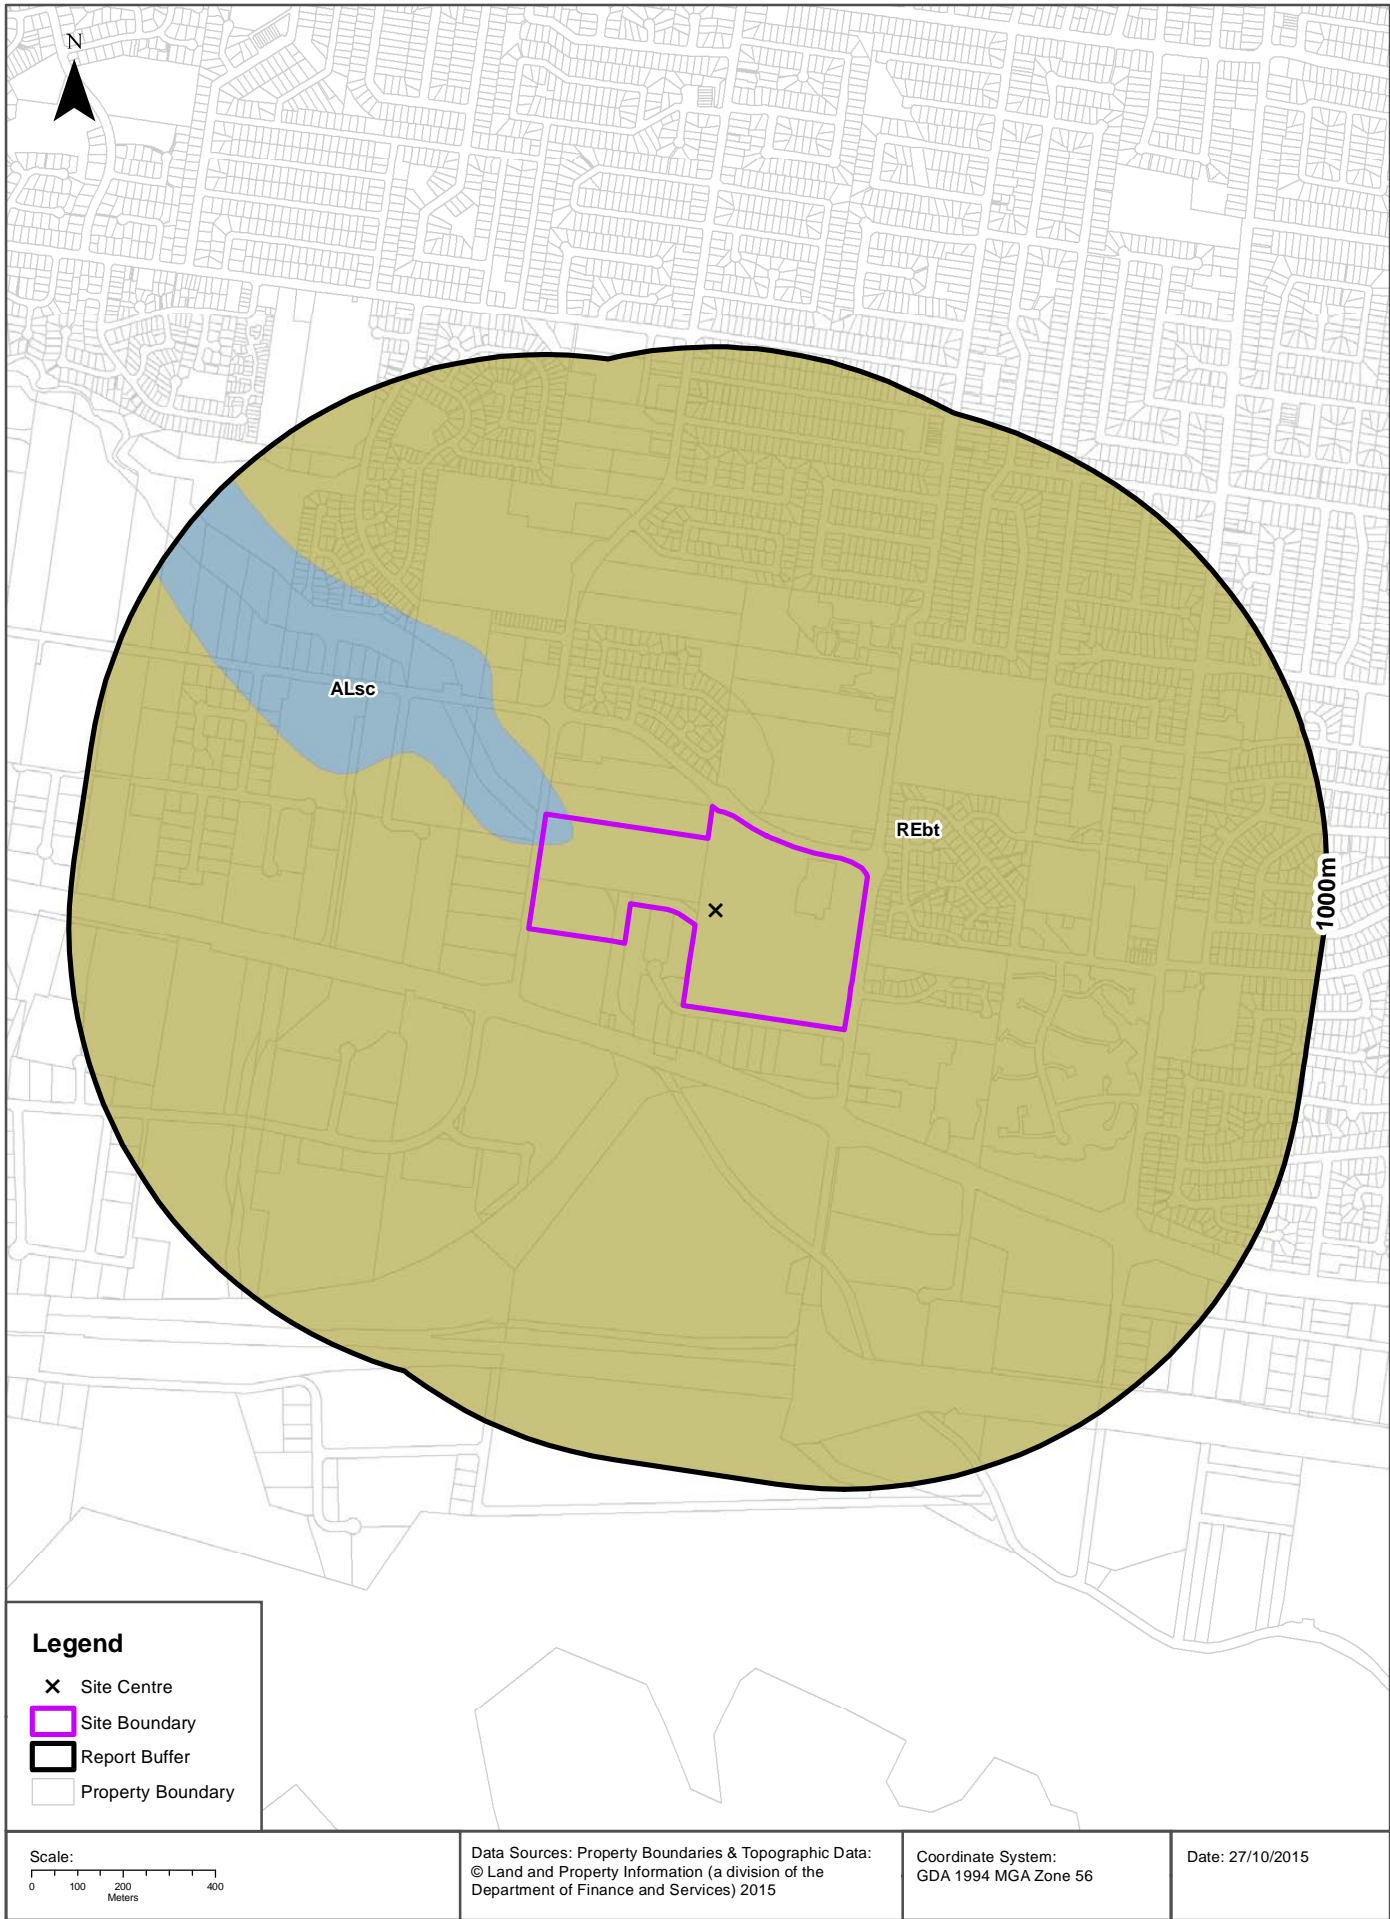 N
ALsc
REbt
1000m
Legend
Site Centre
Site Boundary
Report Buffer
Property Boundary
Scale:
0 100 200 400
Meters
Data Sources: Property Boundaries & Topographic Data:
© Land and Property Information (a division of the
Department of Finance and Services) 2015
Coordinate System:
GDA 1994 MGA Zone 56
Date: 27/10/2015